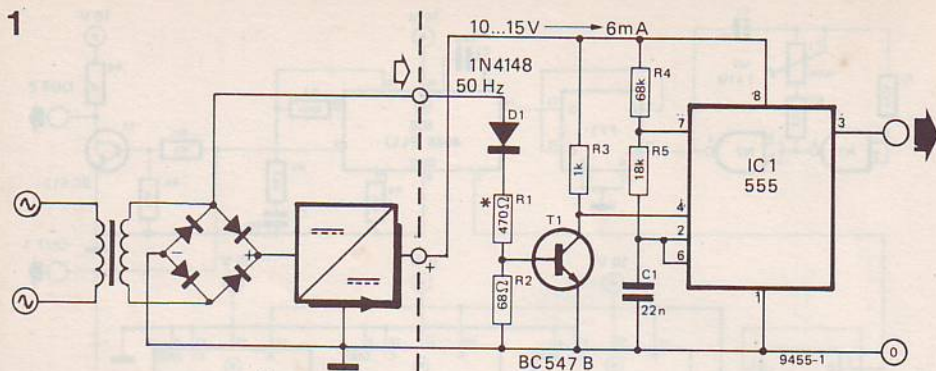 1
10...15V → 6mA
1N4148
50 Hz
D1
R4
68k
8
7
3
R3
1k
R5
18k
IC1
555
*
R1
470Ω
T1
4
2
6
−
+
+
R2
68Ω
C1
22n
1
BC547B
9455-1
0